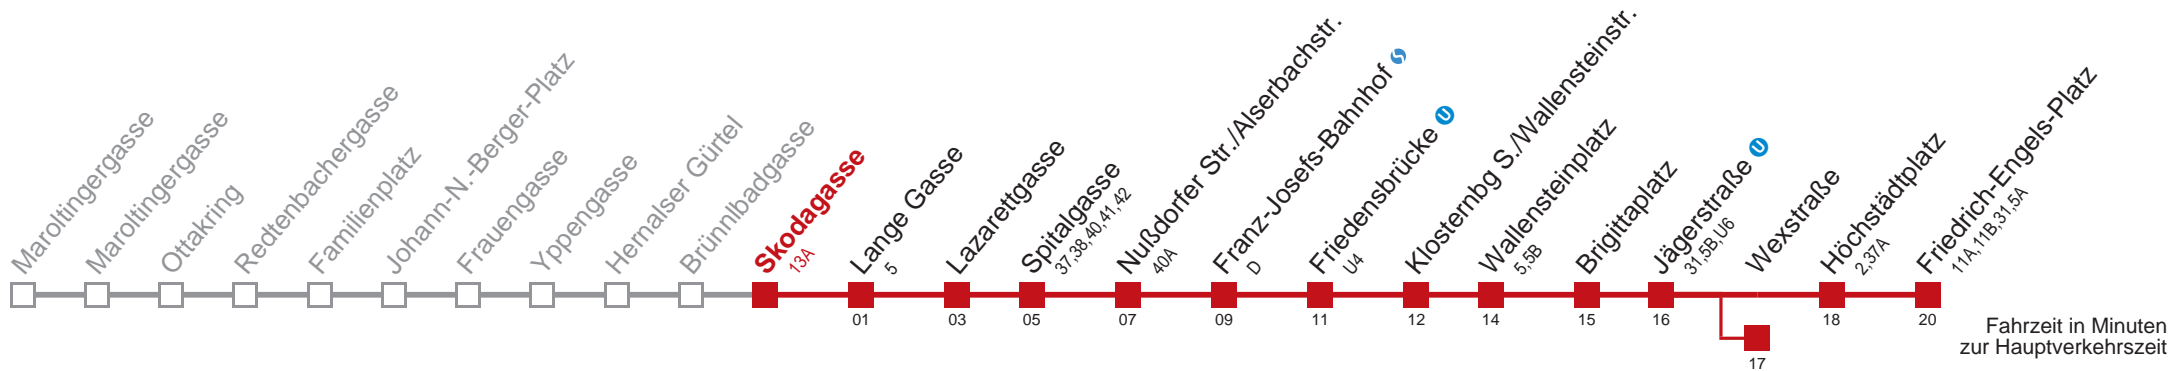 Maroltingergasse
Maroltingergasse
Ottakring
Redtenbachergasse
Familienplatz
Johann-N.-Berger-Platz
Frauengasse
Yppengasse
Hernalser Gürtel
Brünnlbadgasse
Skodagasse
13A
Lange Gasse
5
Lazarettgasse
Spitalgasse
37,38,40,41,42
Nußdorfer Str./Alserbachstr.
40A
Franz-Josefs-Bahnhof S
D
Friedensbrücke U
U4
Klosternbg S./Wallensteinstr.
Wallensteinplatz
5,5B
Brigittaplatz
Jägerstraße U
31,5B,U6
Wexstraße
Höchstädtplatz
2,37A
Friedrich-Engels-Platz
11A,11B,31,5A
01 03 05 07 09 11 12 14 15 16 18 20
17
Fahrzeit in Minuten
zur Hauptverkehrszeit